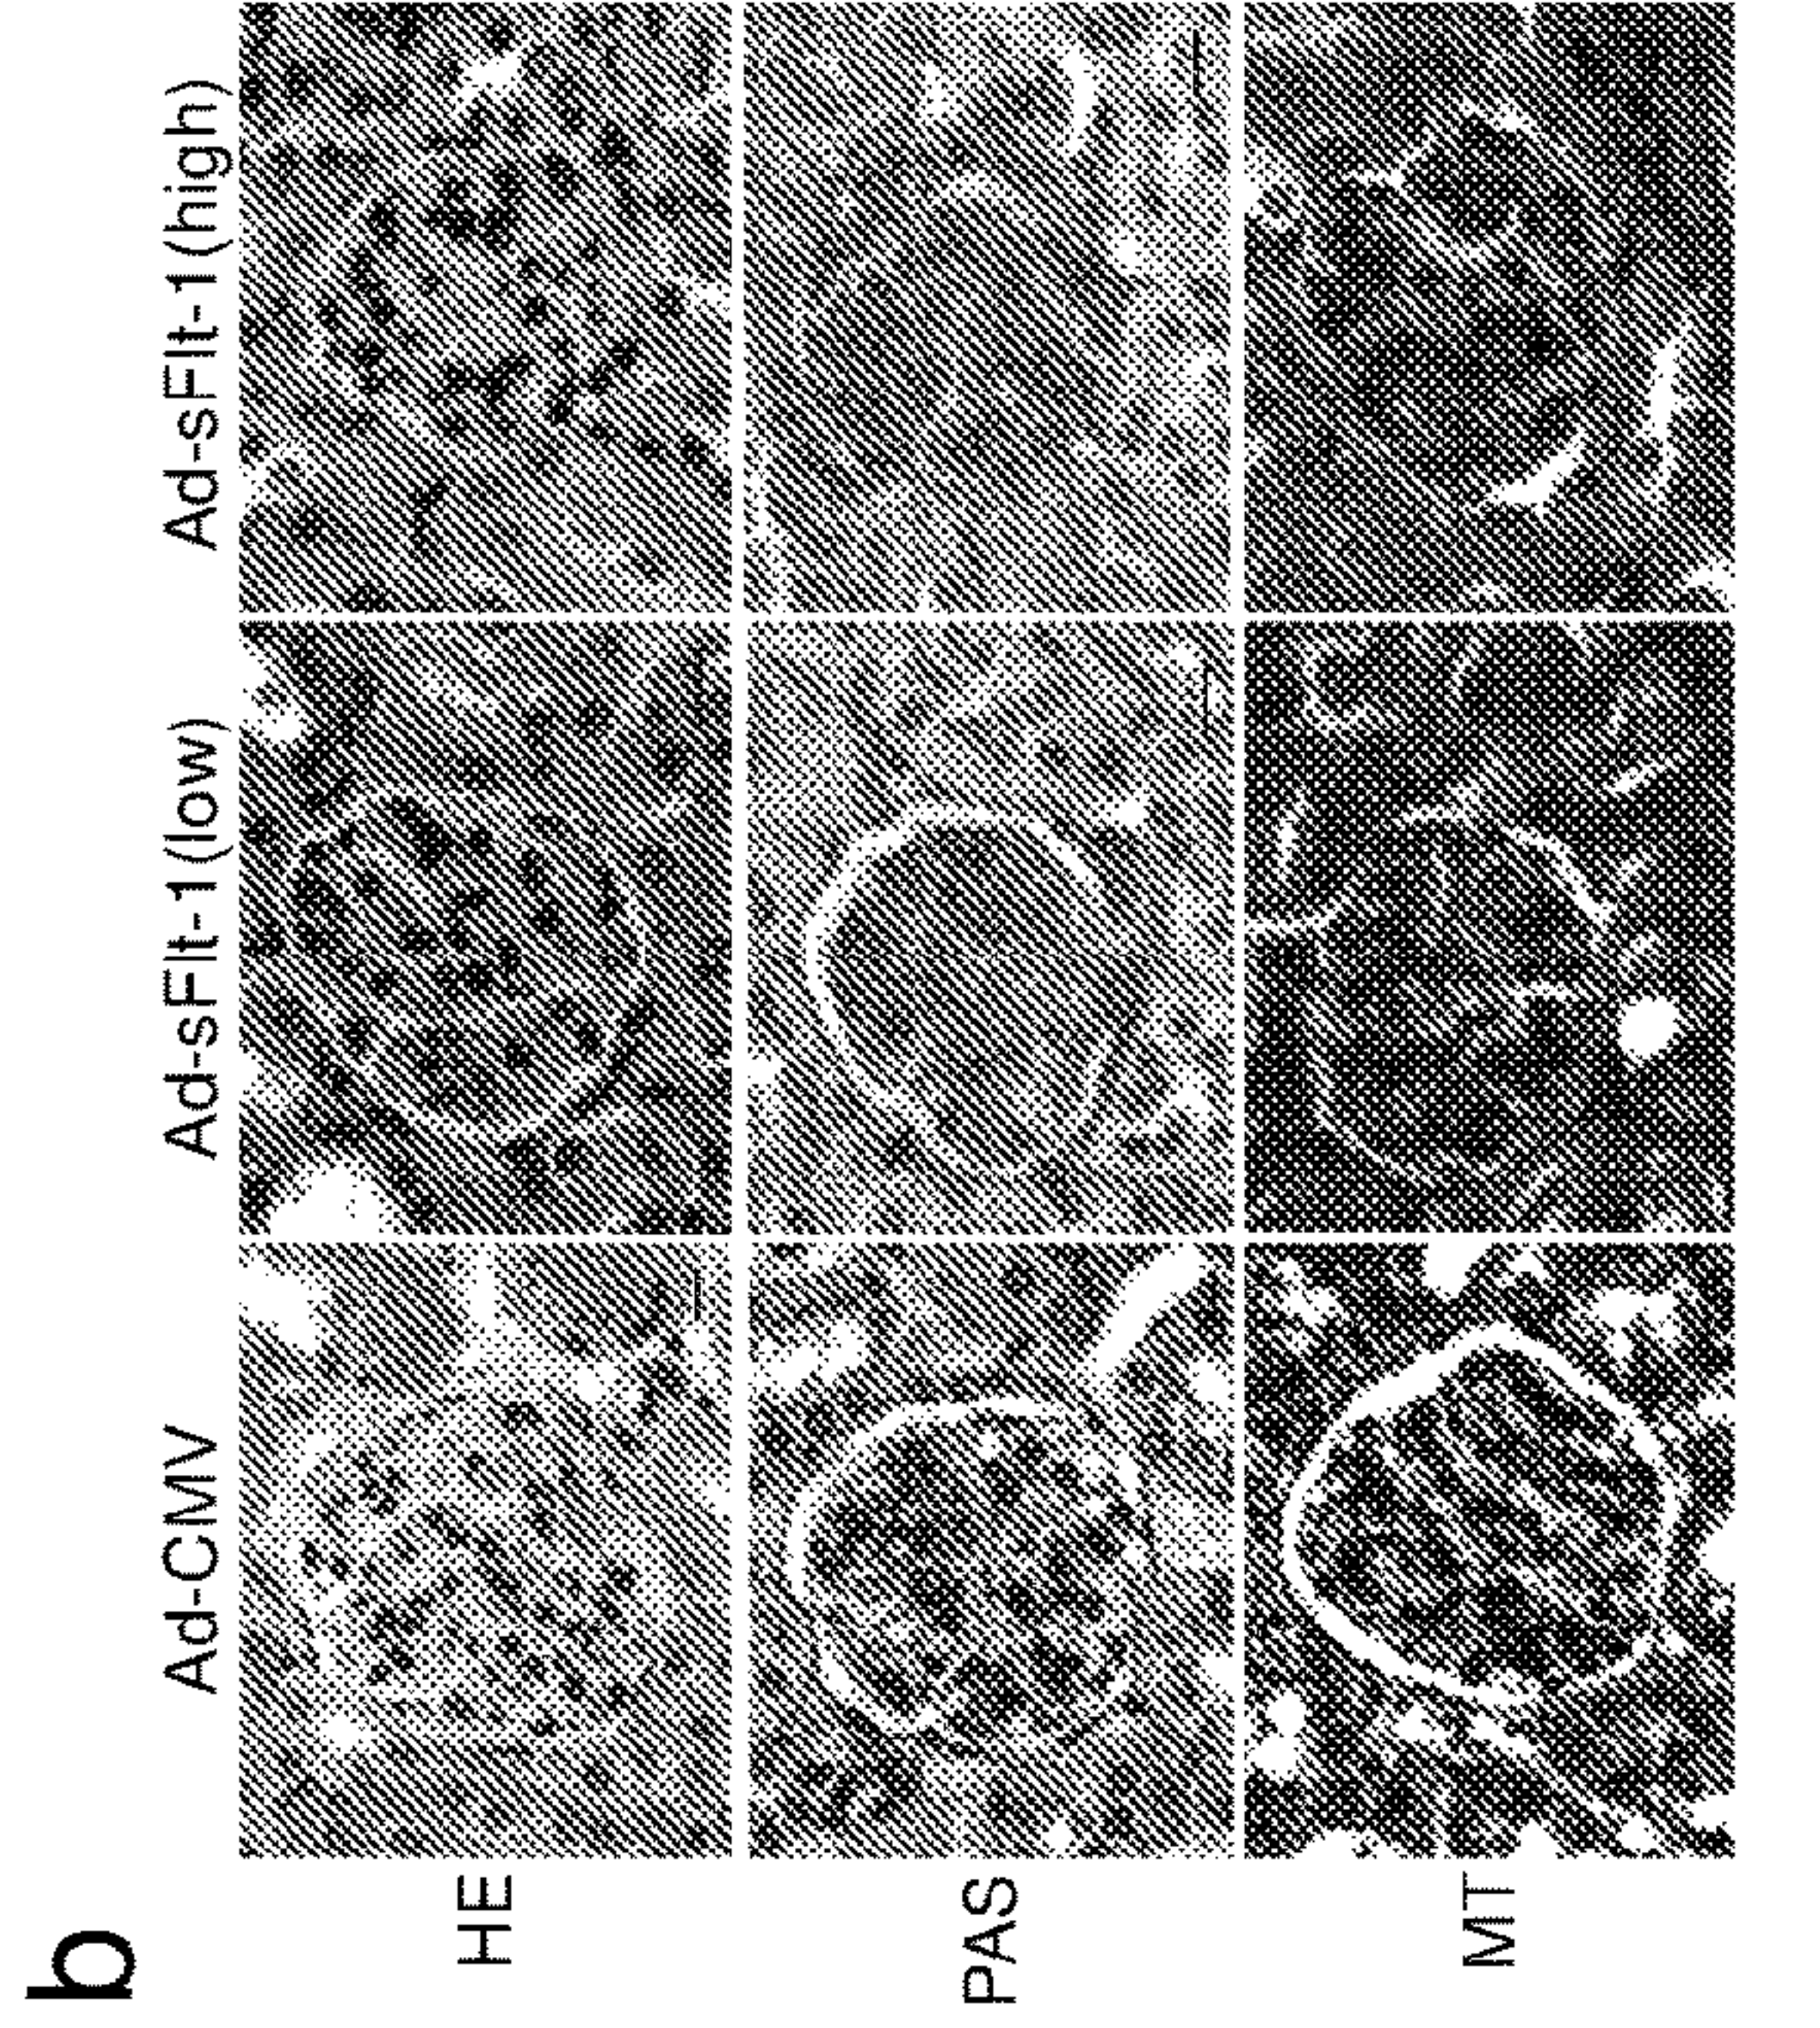 b
Ad-CMV
Ad-sFlt-1(low)
Ad-sFlt-1(high)
HE
PAS
MT